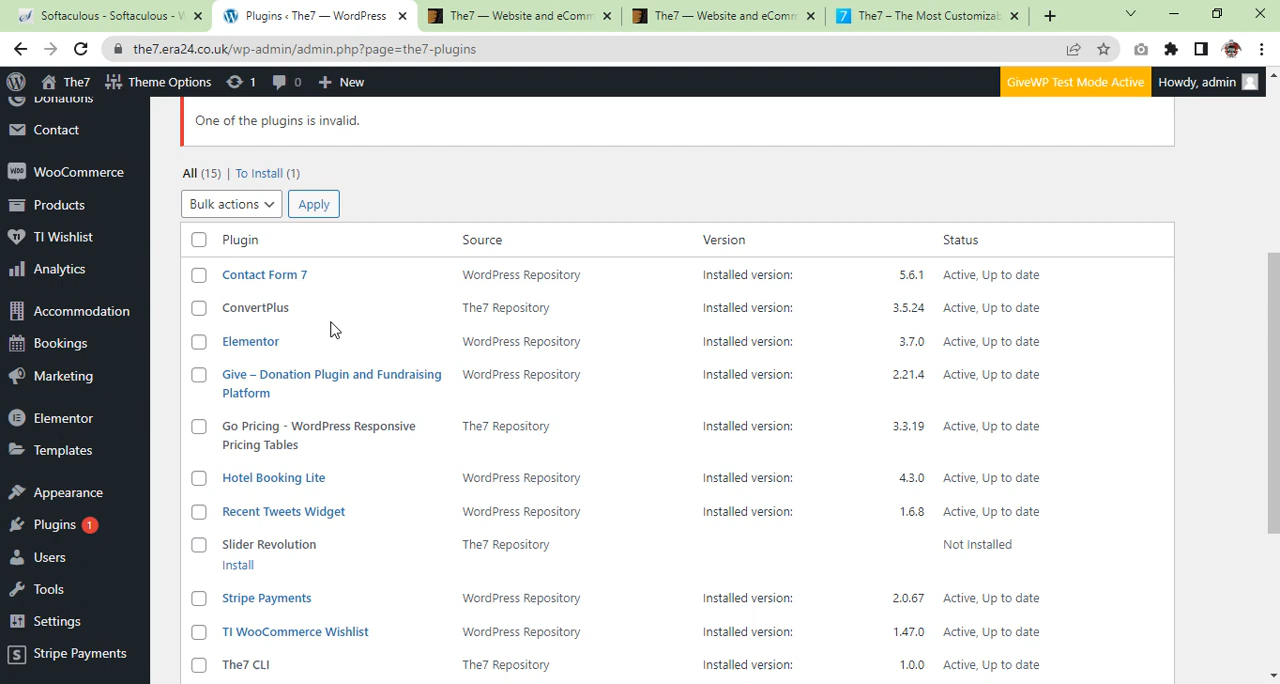 Softaculous - Softaculous - W
Plugins ‹ The7 — WordPress
The7 — Website and eComm
The7 — Website and eComm
7 The7 – The Most Customizab
the7.era24.co.uk/wp-admin/admin.php?page=the7-plugins
The7 Theme Options 1 0 New GiveWP Test Mode Active Howdy, admin
Donations
Contact
WooCommerce
Products
TI Wishlist
Analytics
Accommodation
Bookings
Marketing
Elementor
Templates
Appearance
Plugins 1
Users
Tools
Settings
S Stripe Payments
One of the plugins is invalid.
All (15) | To Install (1)
Bulk actions Apply
Plugin Source Version Status
Contact Form 7 WordPress Repository Installed version: 5.6.1 Active, Up to date
ConvertPlus The7 Repository Installed version: 3.5.24 Active, Up to date
Elementor WordPress Repository Installed version: 3.7.0 Active, Up to date
Give – Donation Plugin and Fundraising WordPress Repository Installed version: 2.21.4 Active, Up to date
Platform
Go Pricing - WordPress Responsive The7 Repository Installed version: 3.3.19 Active, Up to date
Pricing Tables
Hotel Booking Lite WordPress Repository Installed version: 4.3.0 Active, Up to date
Recent Tweets Widget WordPress Repository Installed version: 1.6.8 Active, Up to date
Slider Revolution The7 Repository Not Installed
Install
Stripe Payments WordPress Repository Installed version: 2.0.67 Active, Up to date
TI WooCommerce Wishlist WordPress Repository Installed version: 1.47.0 Active, Up to date
The7 CLI The7 Repository Installed version: 1.0.0 Active, Up to date